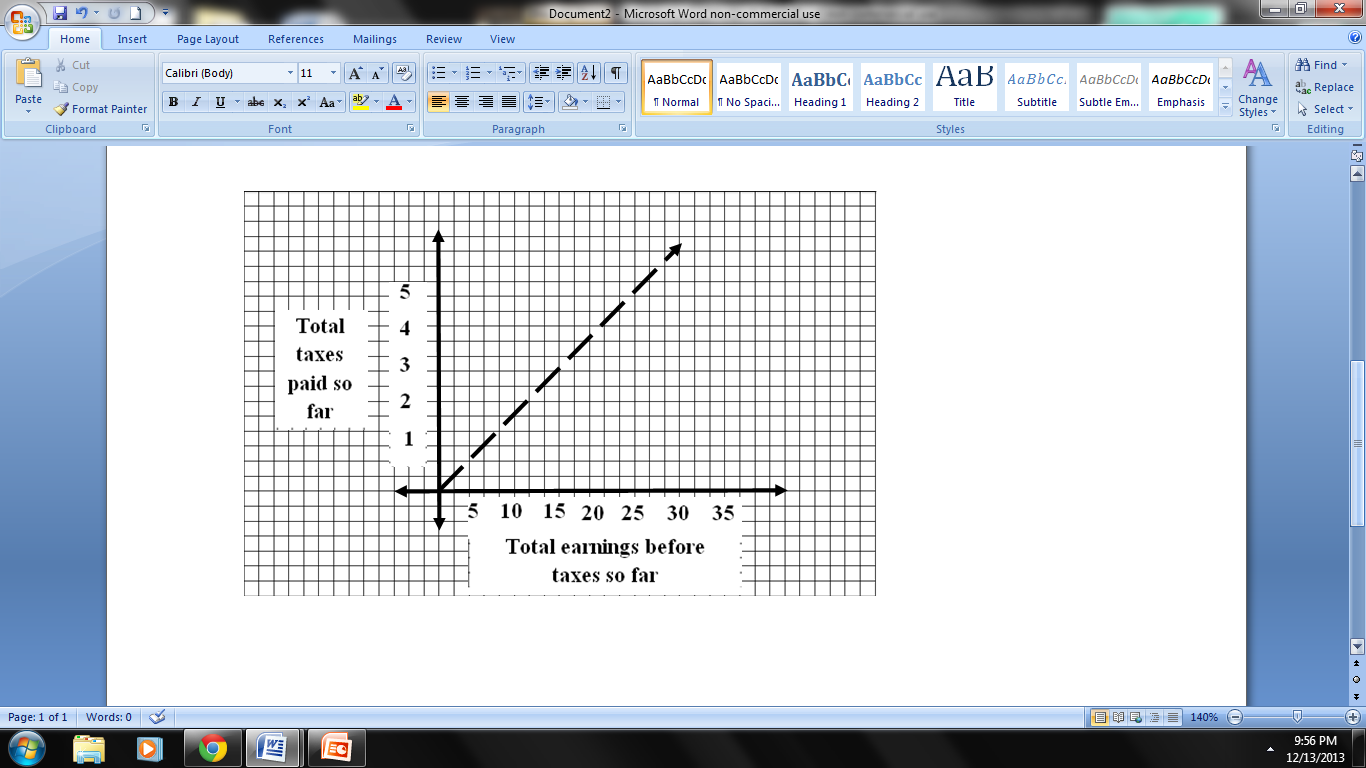 Document2 - Microsoft Word non-commercial use
Home Insert Page Layout References Mailings Review View
Paste
Cut
Copy
Format Painter
Clipboard
Calibri (Body) 11
B I U abc x₂ x² Aa
Font
Paragraph
AaBbCcDc AaBbCcDc AaBbC AaBbCc AaB AaBbCc. AaBbCcDc AaBbCcDc
¶ Normal ¶ No Spaci... Heading 1 Heading 2 Title Subtitle Subtle Em... Emphasis
Change
Styles
Styles
Find
Replace
Select
Editing
Total
taxes
paid so
far
5
4
3
2
1
5 10 15 20 25 30 35
Total earnings before
taxes so far
Page: 1 of 1 Words: 0 140%
9:56 PM
12/13/2013